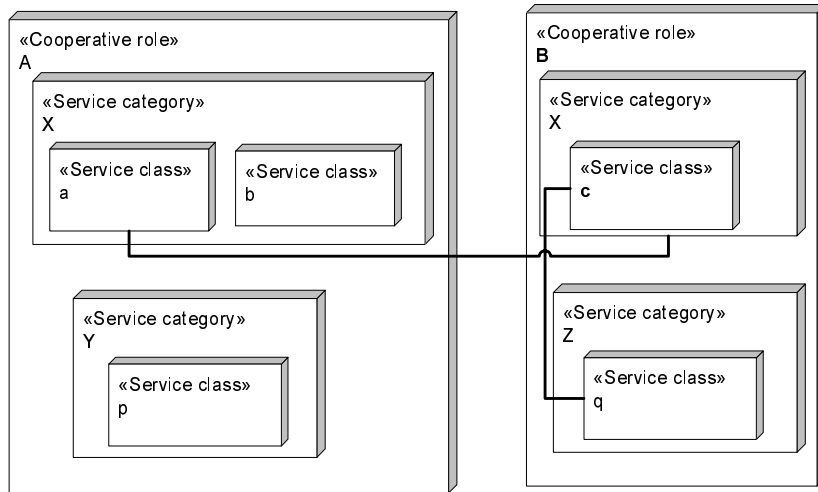 «Cooperative role»
A
«Service category»
X
«Service class»
a
«Service class»
b
«Service category»
Y
«Service class»
p
«Cooperative role»
B
«Service category»
X
«Service class»
c
«Service category»
Z
«Service class»
q